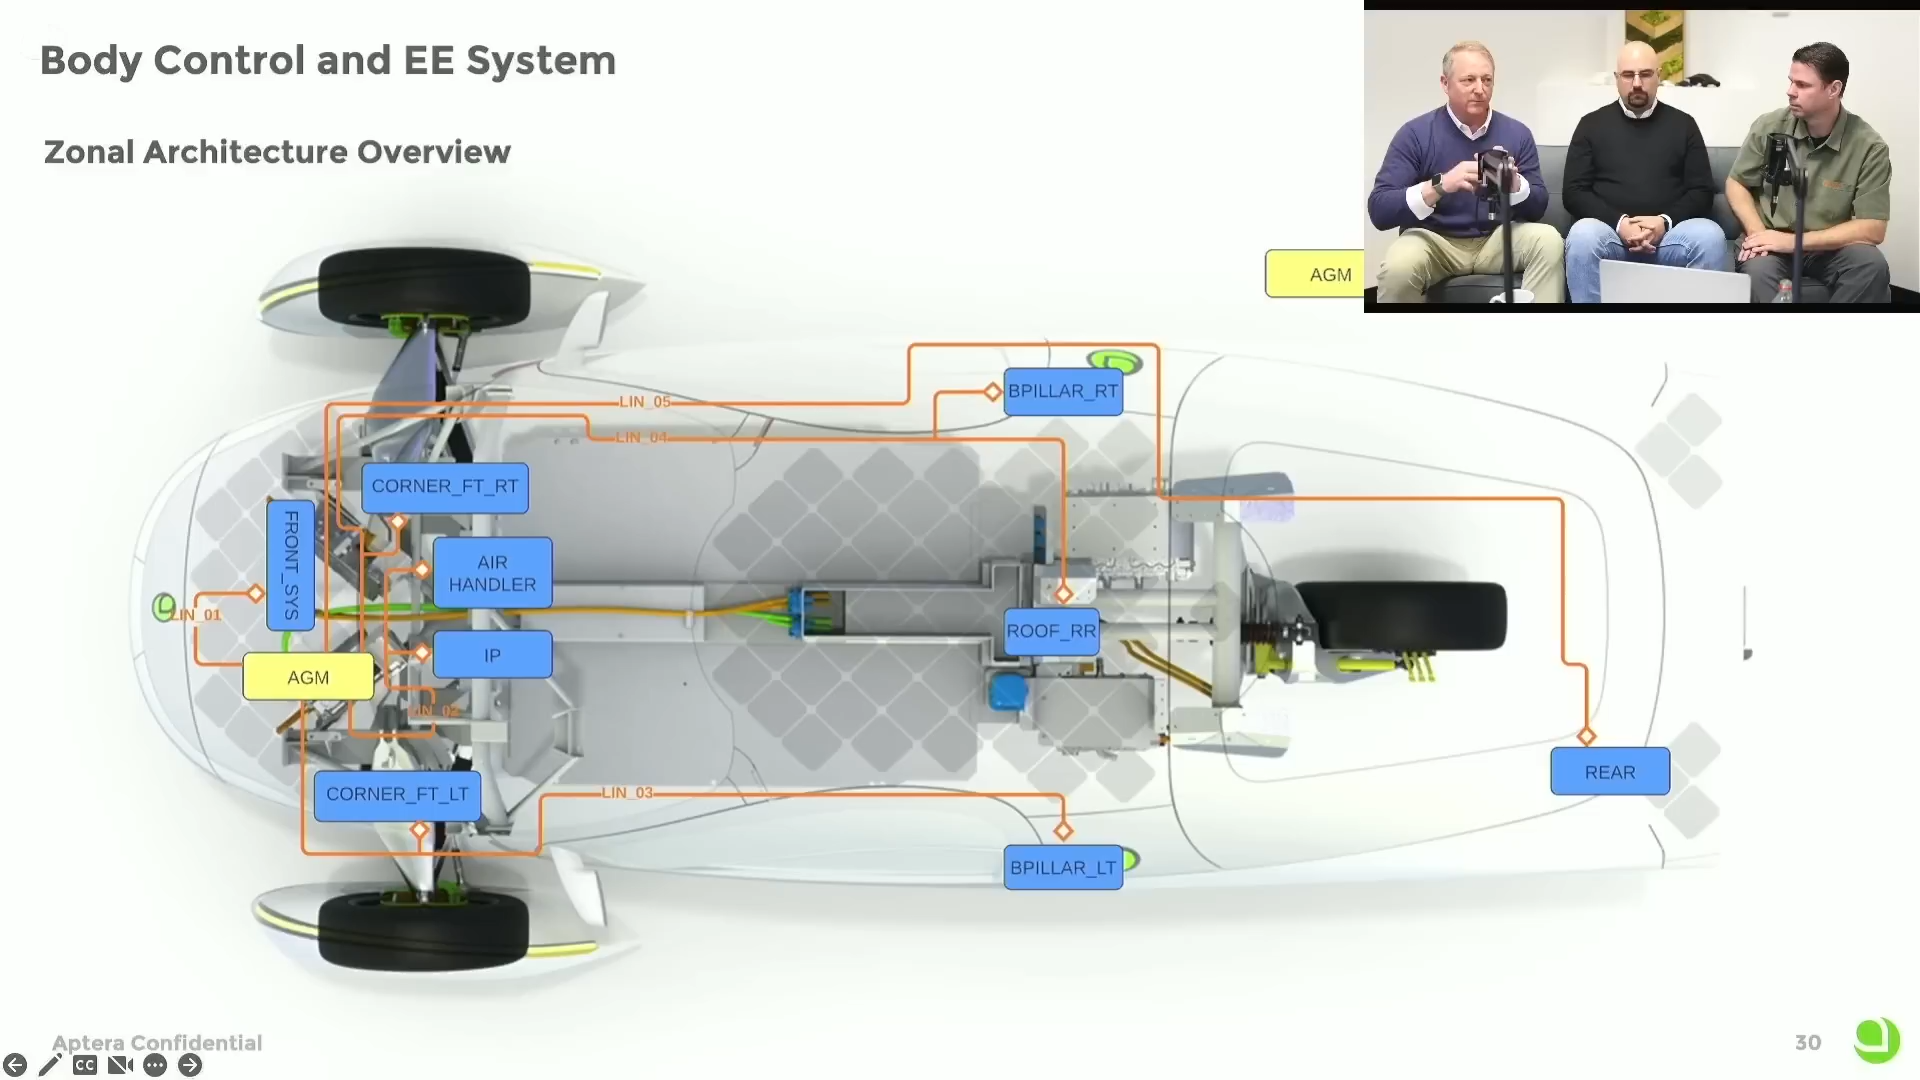 Body Control and EE System
Zonal Architecture Overview
AGM
LIN_05
BPILLAR_RT
LIN_04
CORNER_FT_RT
FRONT_SYS
AIR
HANDLER
LIN_01
ROOF_RR
IP
AGM
LIN_02
REAR
CORNER_FT_LT
LIN_03
BPILLAR_LT
Aptera Confidential
30
CC